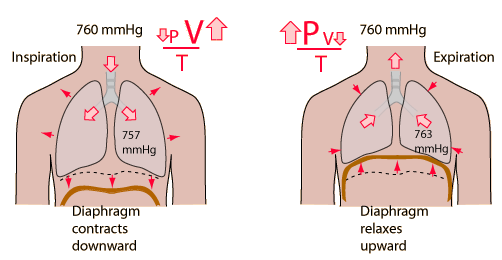 760 mmHg
P V
T
Inspiration
757
mmHg
Diaphragm
contracts
downward
P V
T
760 mmHg
Expiration
763
mmHg
Diaphragm
relaxes
upward